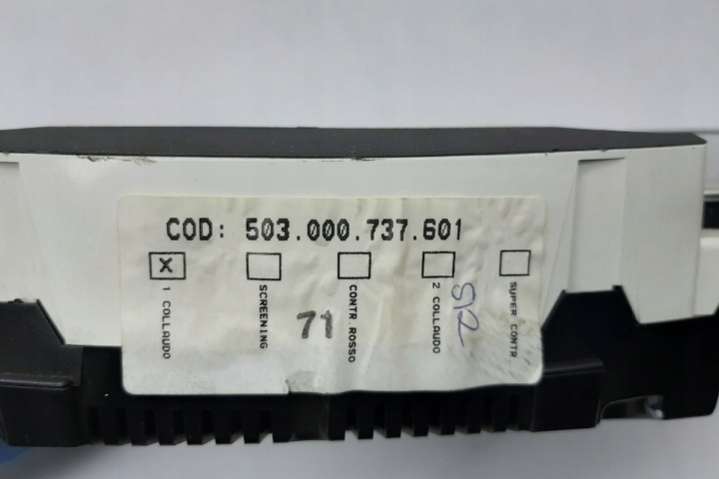 COD: 503.000.737.601
X
1 COLLAUDO
SCREENING
71
CONTR ROSSO
2 COLLAUDO
SUPER CONTR